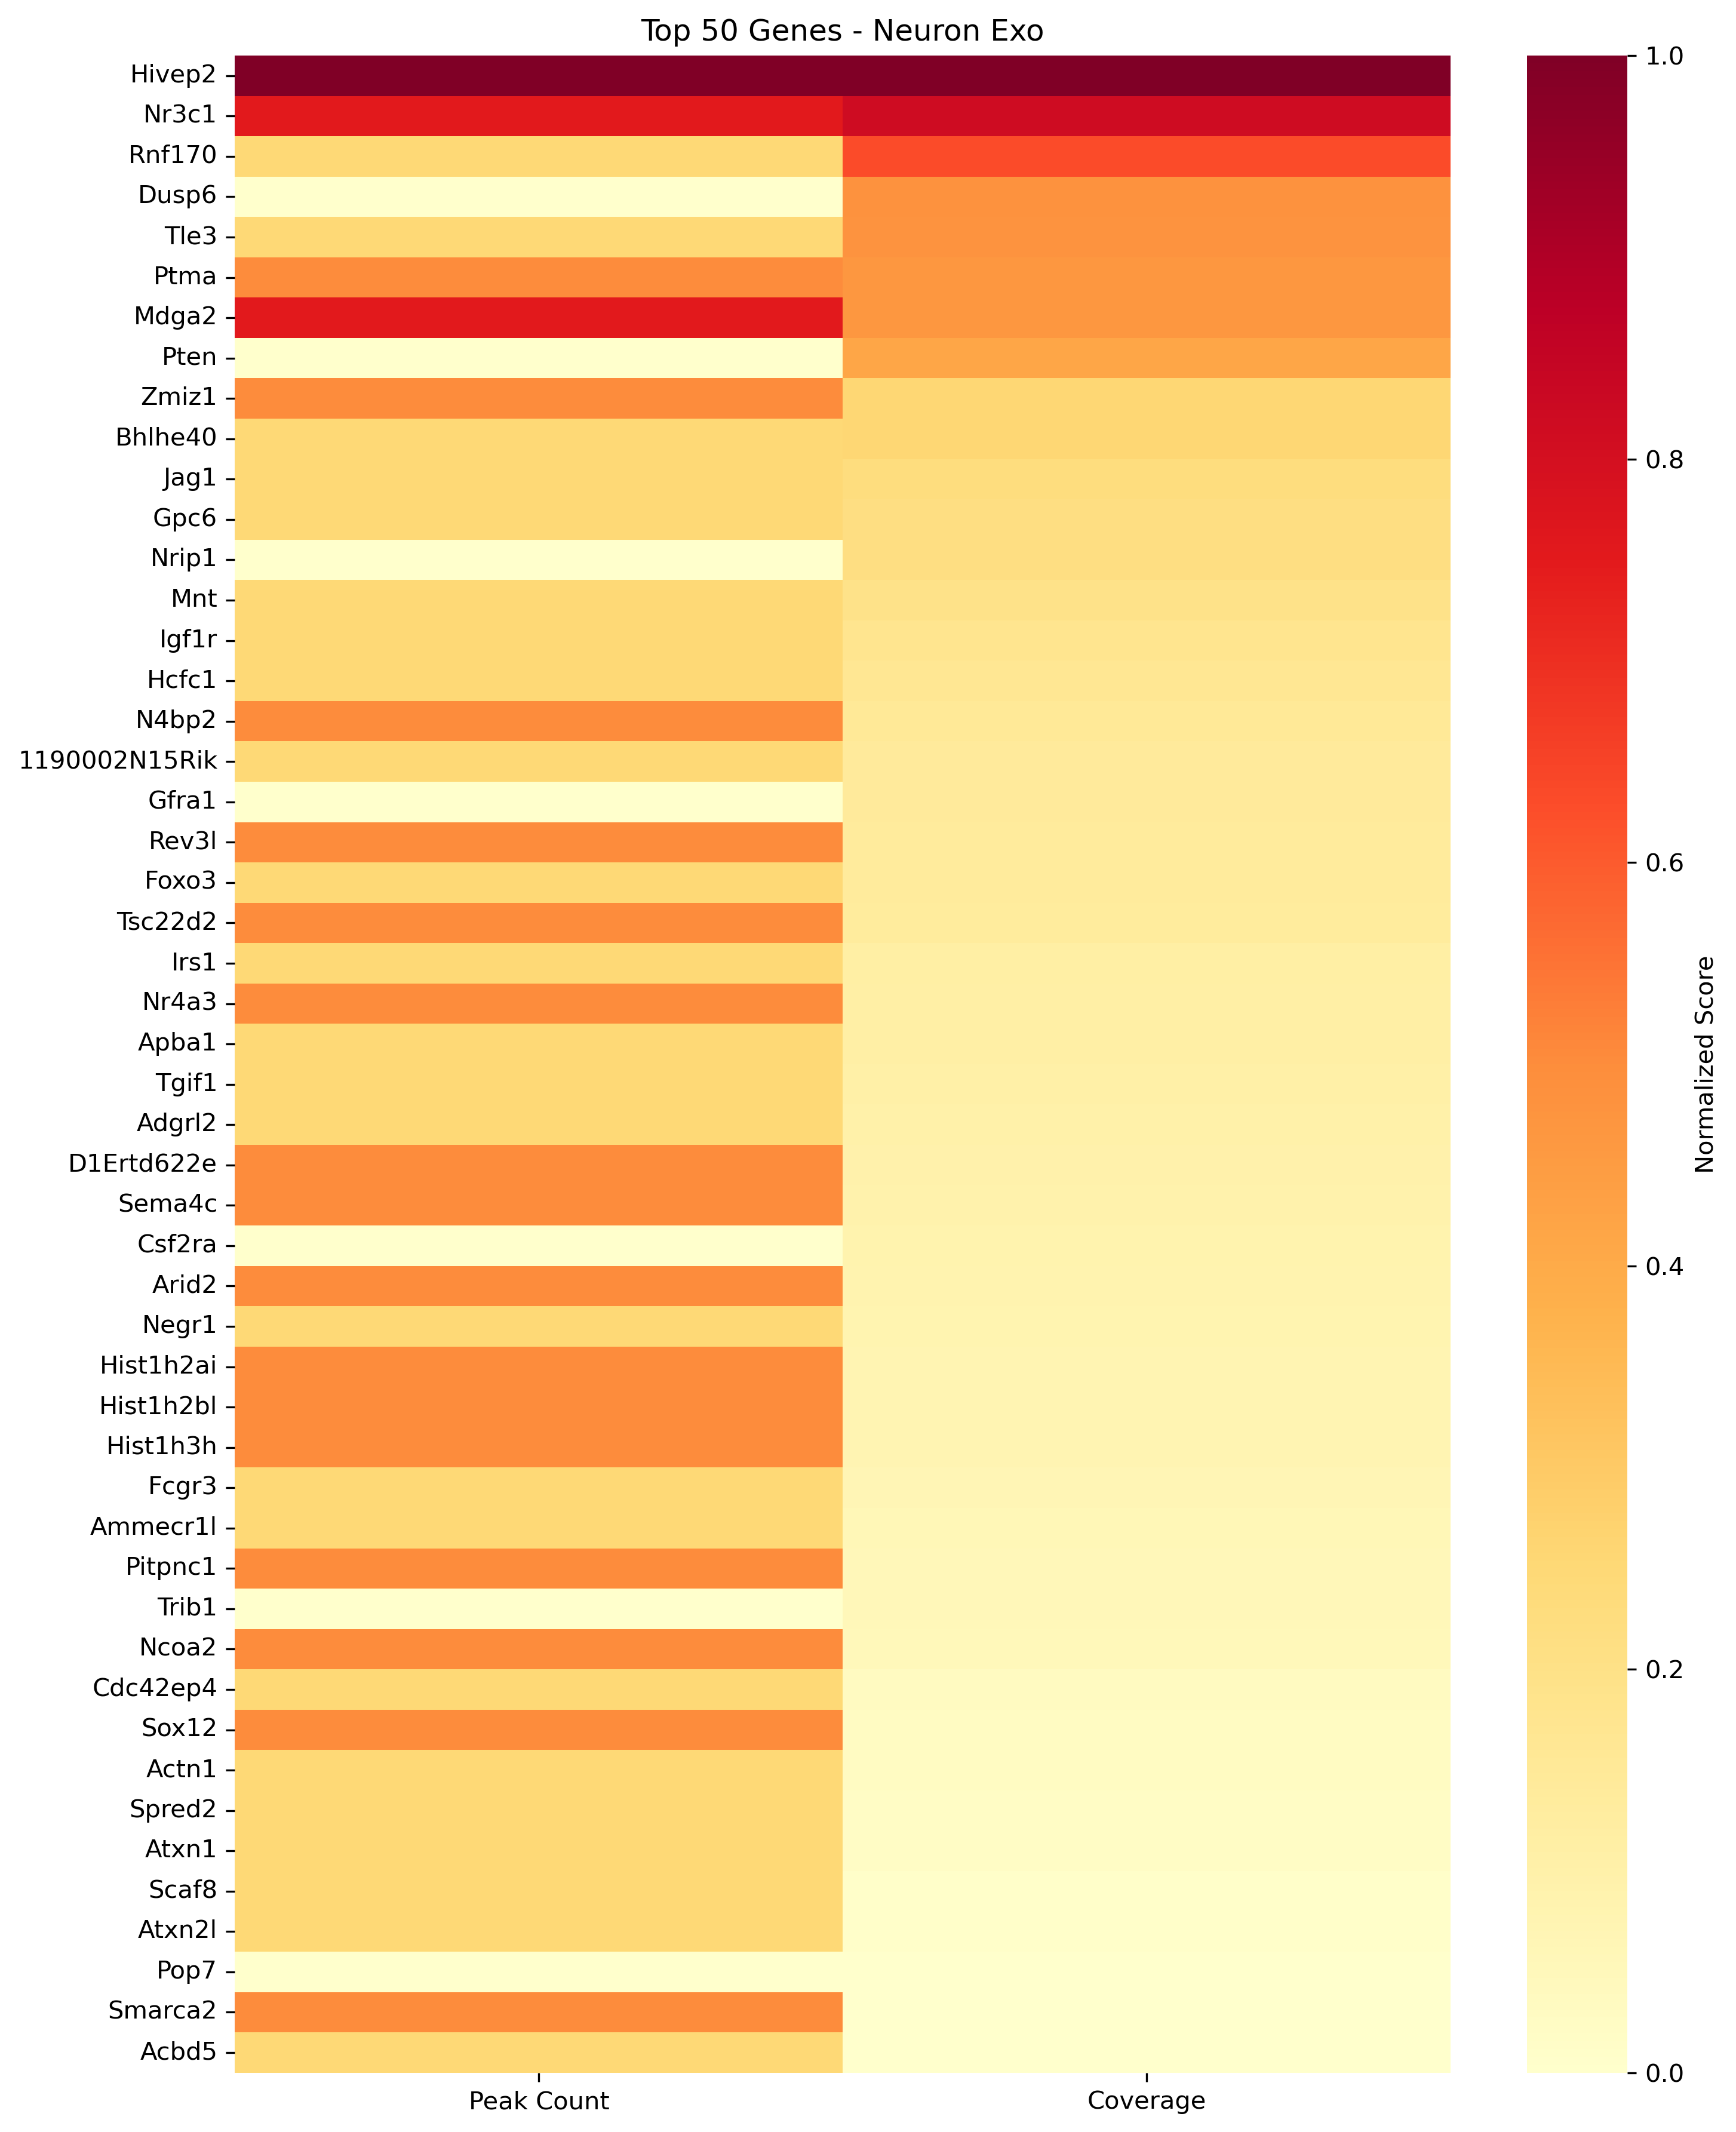 Top 50 Genes - Neuron Exo
Hivep2
Nr3c1
Rnf170
Dusp6
Tle3
Ptma
Mdga2
Pten
Zmiz1
Bhlhe40
Jag1
Gpc6
Nrip1
Mnt
Igf1r
Hcfc1
N4bp2
1190002N15Rik
Gfra1
Rev3l
Foxo3
Tsc22d2
Irs1
Nr4a3
Apba1
Tgif1
Adgrl2
D1Ertd622e
Sema4c
Csf2ra
Arid2
Negr1
Hist1h2ai
Hist1h2bl
Hist1h3h
Fcgr3
Ammecr1l
Pitpnc1
Trib1
Ncoa2
Cdc42ep4
Sox12
Actn1
Spred2
Atxn1
Scaf8
Atxn2l
Pop7
Smarca2
Acbd5
Peak Count
Coverage
1.0
0.8
0.6
0.4
0.2
0.0
Normalized Score